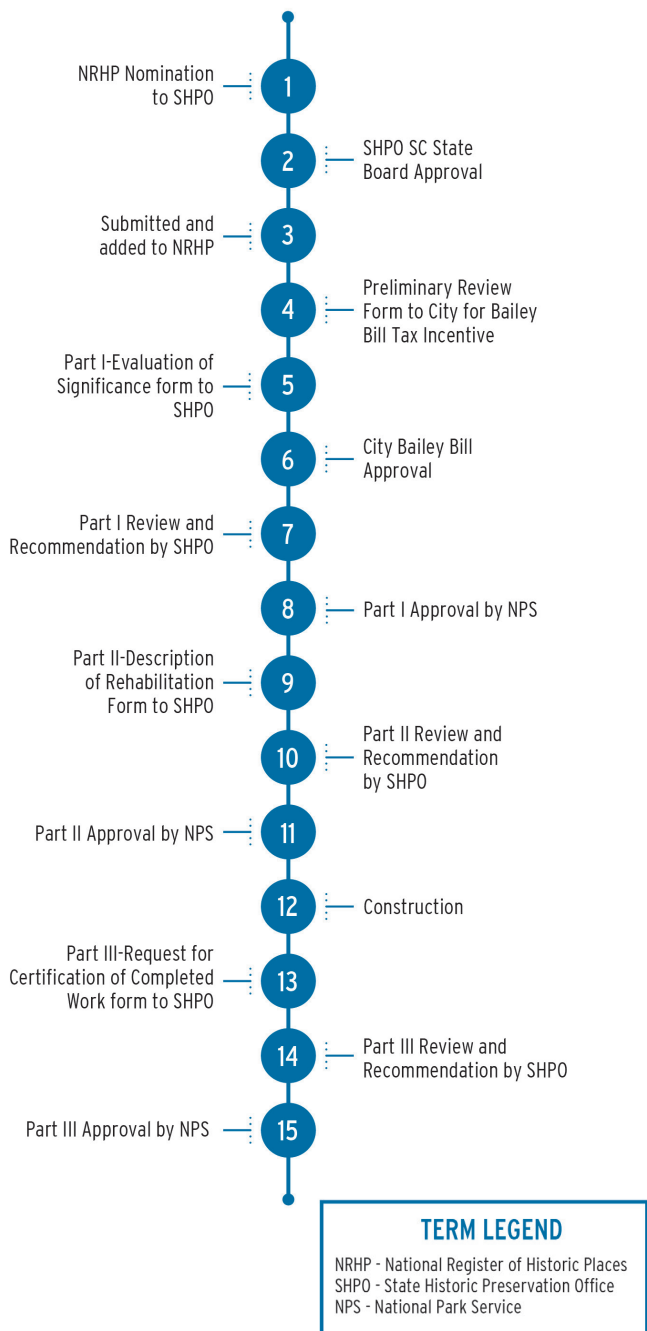 NRHP Nomination
to SHPO
1
2
SHPO SC State
Board Approval
Submitted and
added to NRHP
3
4
Preliminary Review
Form to City for Bailey
Bill Tax Incentive
Part I-Evaluation of
Significance form to
SHPO
5
6
City Bailey Bill
Approval
Part I Review and
Recommendation by SHPO
7
8
Part I Approval by NPS
Part II-Description
of Rehabilitation
Form to SHPO
9
10
Part II Review and
Recommendation
by SHPO
Part II Approval by NPS
11
12
Construction
Part III-Request for
Certification of Completed
Work form to SHPO
13
14
Part III Review and
Recommendation by SHPO
Part III Approval by NPS
15
TERM LEGEND
NRHP - National Register of Historic Places
SHPO - State Historic Preservation Office
NPS - National Park Service